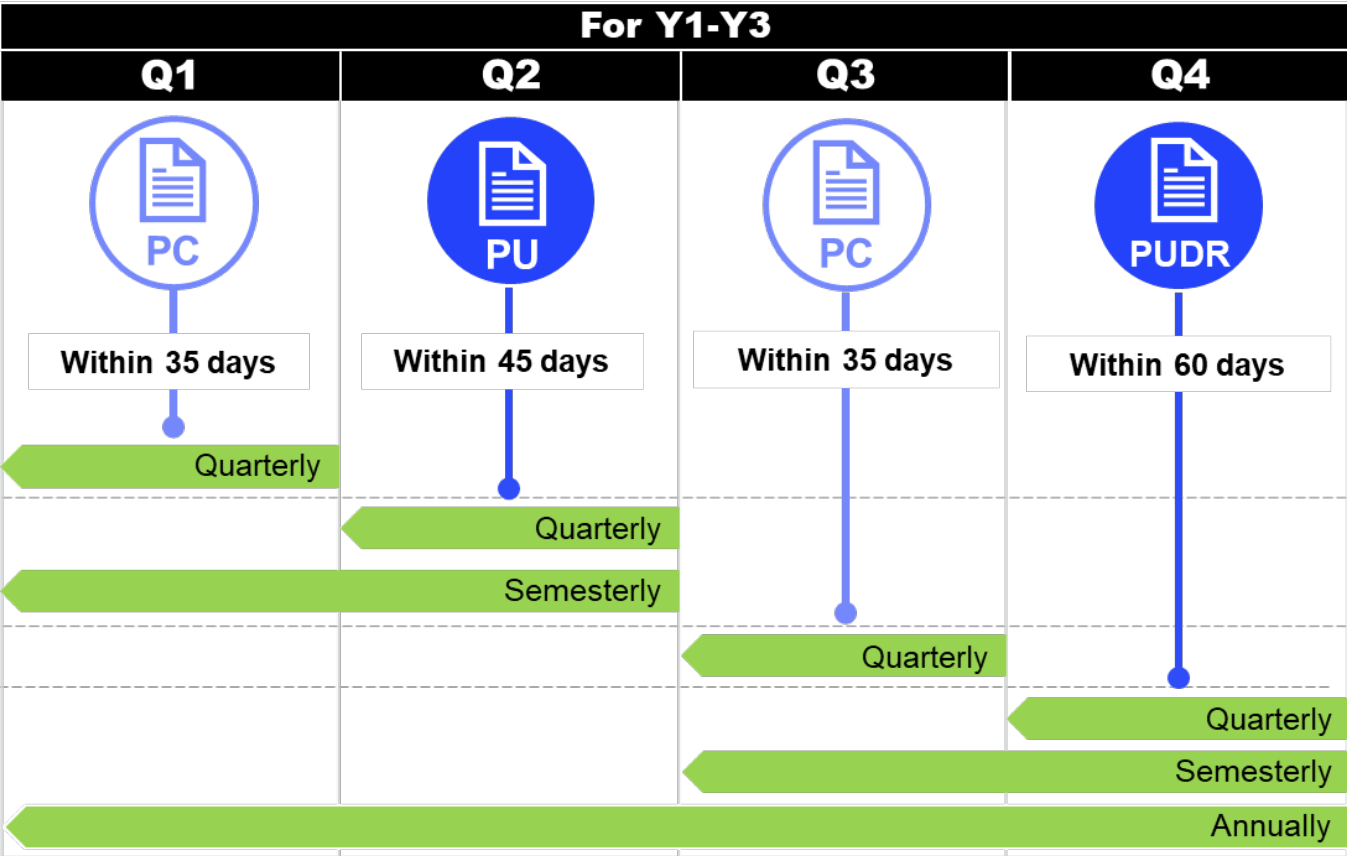 For Y1-Y3
Q1 Q2 Q3 Q4
PC PU PC PUDR
Within 35 days Within 45 days Within 35 days Within 60 days
Quarterly
Quarterly
Semesterly
Quarterly
Quarterly
Semesterly
Annually